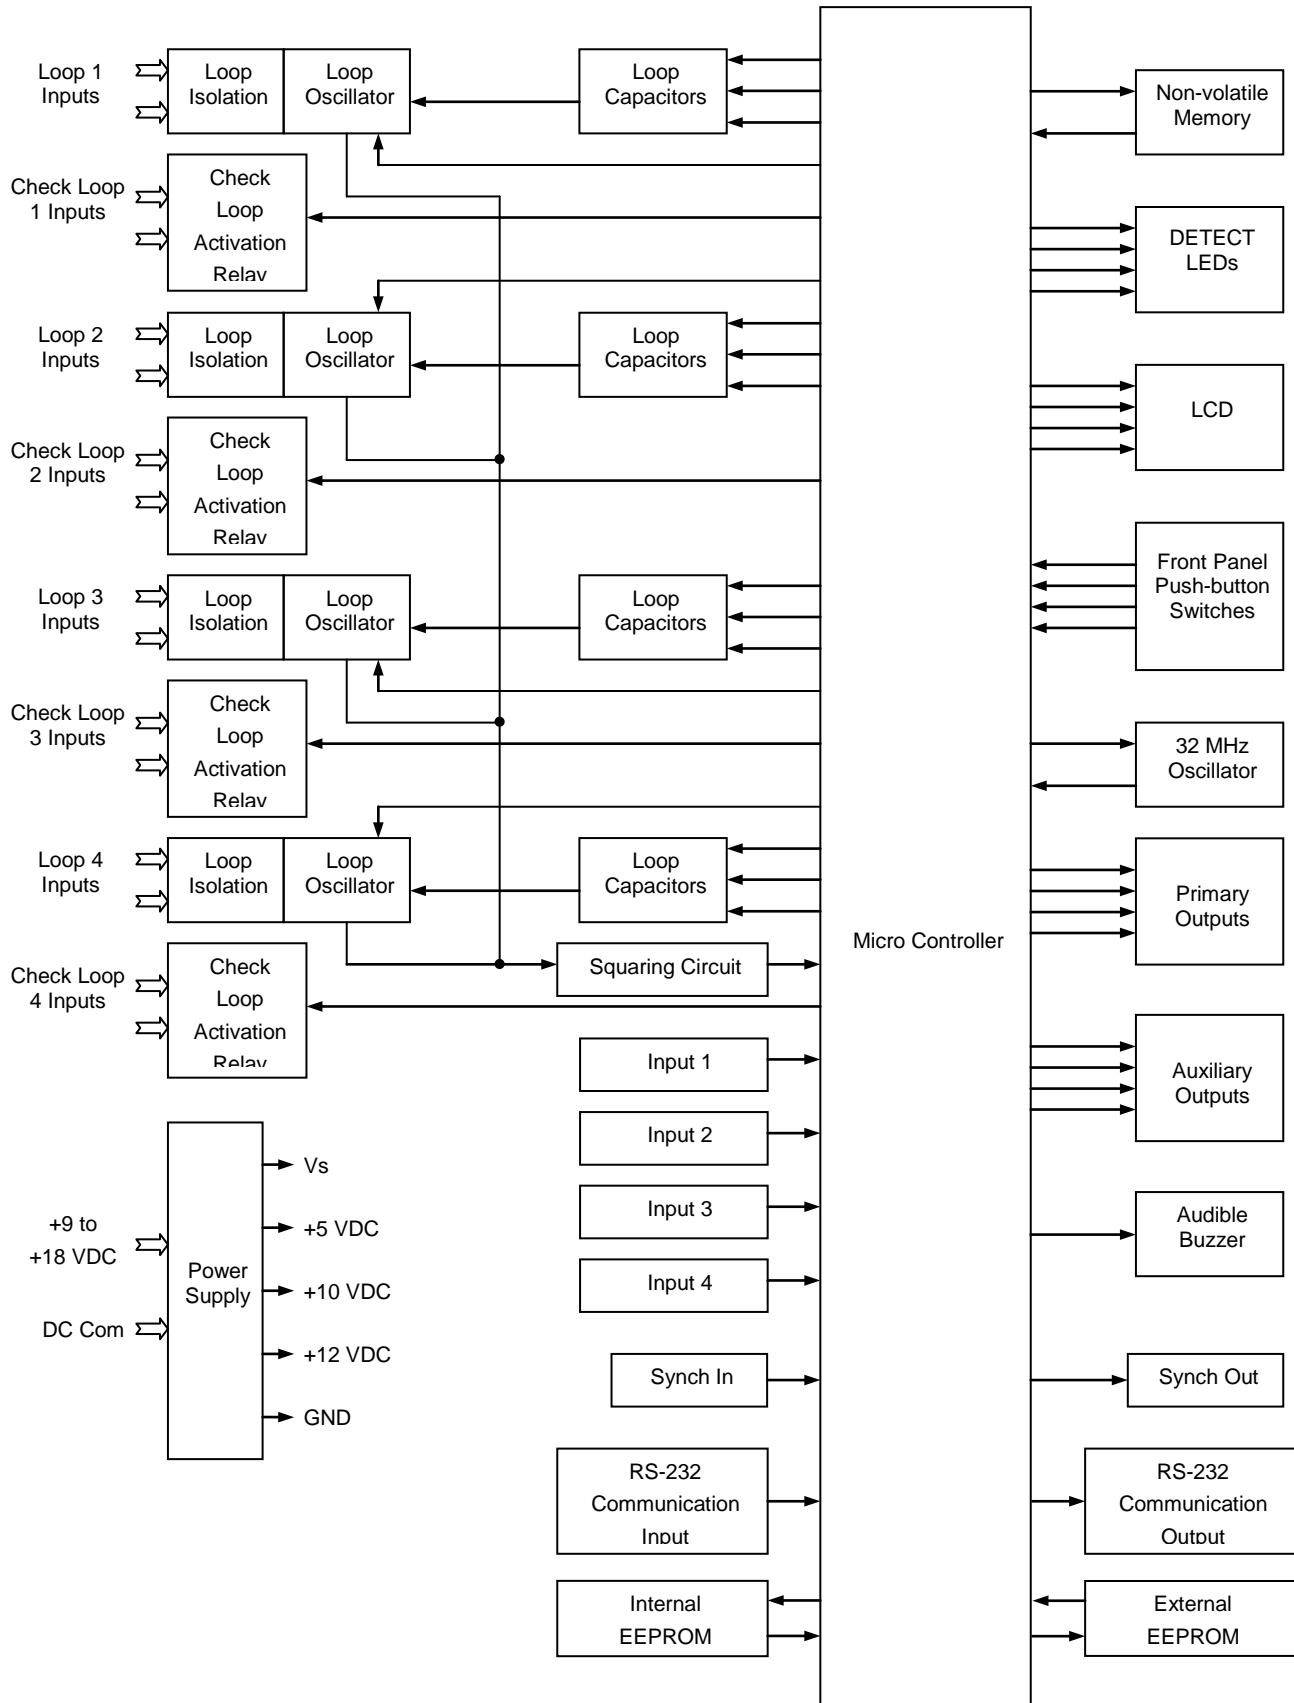 Loop 1
Inputs
Loop
Isolation
Loop
Oscillator
Loop
Capacitors
Check Loop
1 Inputs
Check
Loop
Activation
Relay
Loop 2
Inputs
Loop
Isolation
Loop
Oscillator
Loop
Capacitors
Check Loop
2 Inputs
Check
Loop
Activation
Relay
Loop 3
Inputs
Loop
Isolation
Loop
Oscillator
Loop
Capacitors
Check Loop
3 Inputs
Check
Loop
Activation
Relay
Loop 4
Inputs
Loop
Isolation
Loop
Oscillator
Loop
Capacitors
Check Loop
4 Inputs
Check
Loop
Activation
Relay
Squaring Circuit
Input 1
Input 2
Input 3
Input 4
Synch In
RS-232
Communication
Input
Internal
EEPROM
+9 to
+18 VDC
DC Com
Power
Supply
Vs
+5 VDC
+10 VDC
+12 VDC
GND
Micro Controller
Non-volatile
Memory
DETECT
LEDs
LCD
Front Panel
Push-button
Switches
32 MHz
Oscillator
Primary
Outputs
Auxiliary
Outputs
Audible
Buzzer
Synch Out
RS-232
Communication
Output
External
EEPROM